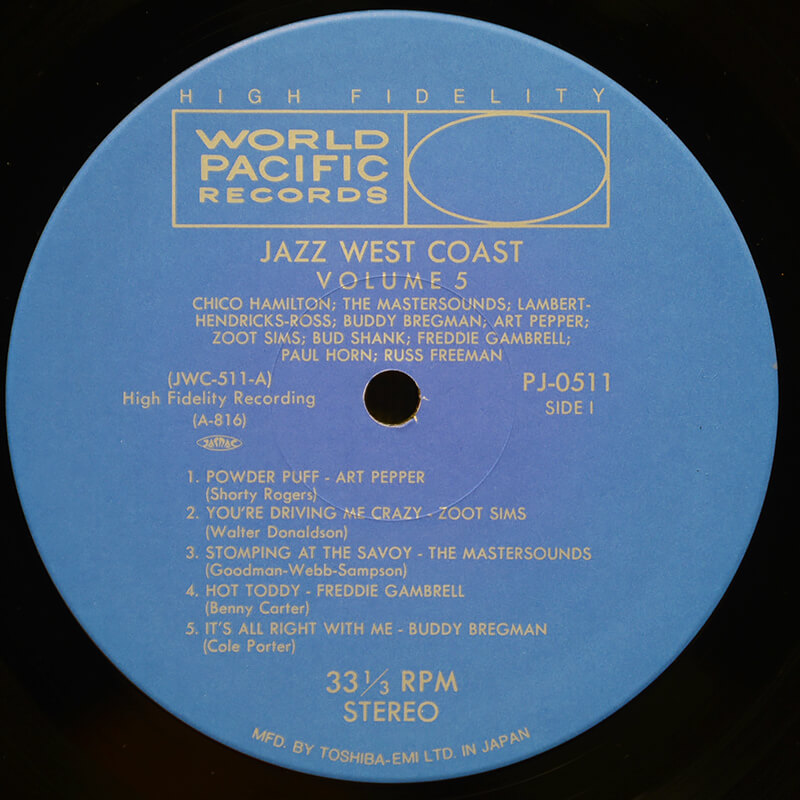 HIGH FIDELITY
WORLD
PACIFIC
RECORDS
JAZZ WEST COAST
VOLUME 5
CHICO HAMILTON; THE MASTERSOUNDS; LAMBERT-
HENDRICKS-ROSS; BUDDY BREGMAN; ART PEPPER;
ZOOT SIMS; BUD SHANK; FREDDIE GAMBRELL;
PAUL HORN; RUSS FREEMAN
(JWC-511-A)
High Fidelity Recording
(A-816)
JASRAC
PJ-0511
SIDE I
1. POWDER PUFF - ART PEPPER
(Shorty Rogers)
2. YOU'RE DRIVING ME CRAZY - ZOOT SIMS
(Walter Donaldson)
3. STOMPING AT THE SAVOY - THE MASTERSOUNDS
(Goodman-Webb-Sampson)
4. HOT TODDY - FREDDIE GAMBRELL
(Benny Carter)
5. IT'S ALL RIGHT WITH ME - BUDDY BREGMAN
(Cole Porter)
33 1/3 RPM
STEREO
MFD. BY TOSHIBA-EMI LTD. IN JAPAN